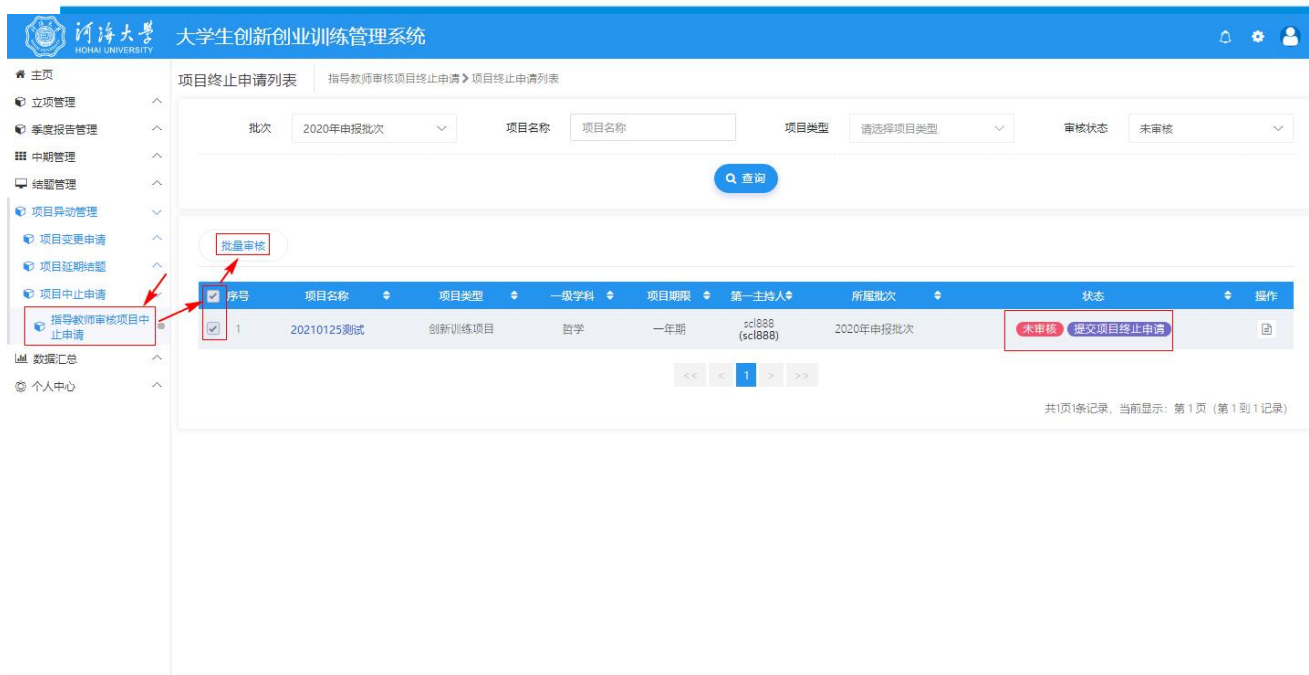 河海大学
HOHAI UNIVERSITY
大学生创新创业训练管理系统
主页
立项管理
季度报告管理
中期管理
结题管理
项目异动管理
项目变更申请
项目延期结题
项目中止申请
指导教师审核项目中
止申请
数据汇总
个人中心
项目终止申请列表 指导教师审核项目终止申请 > 项目终止申请列表
批次 2020年申报批次 项目名称 项目名称 项目类型 请选择项目类型 审核状态 未审核
查询
批量审核
序号 项目名称 项目类型 一级学科 项目期限 第一主持人 所属批次 状态 操作
1 20210125测试 创新训练项目 哲学 一年期 scl888 (scl888) 2020年申报批次 未审核 提交项目终止申请
<< < 1 > >>
共1页1条记录, 当前显示: 第 1 页 (第 1 到 1 记录)